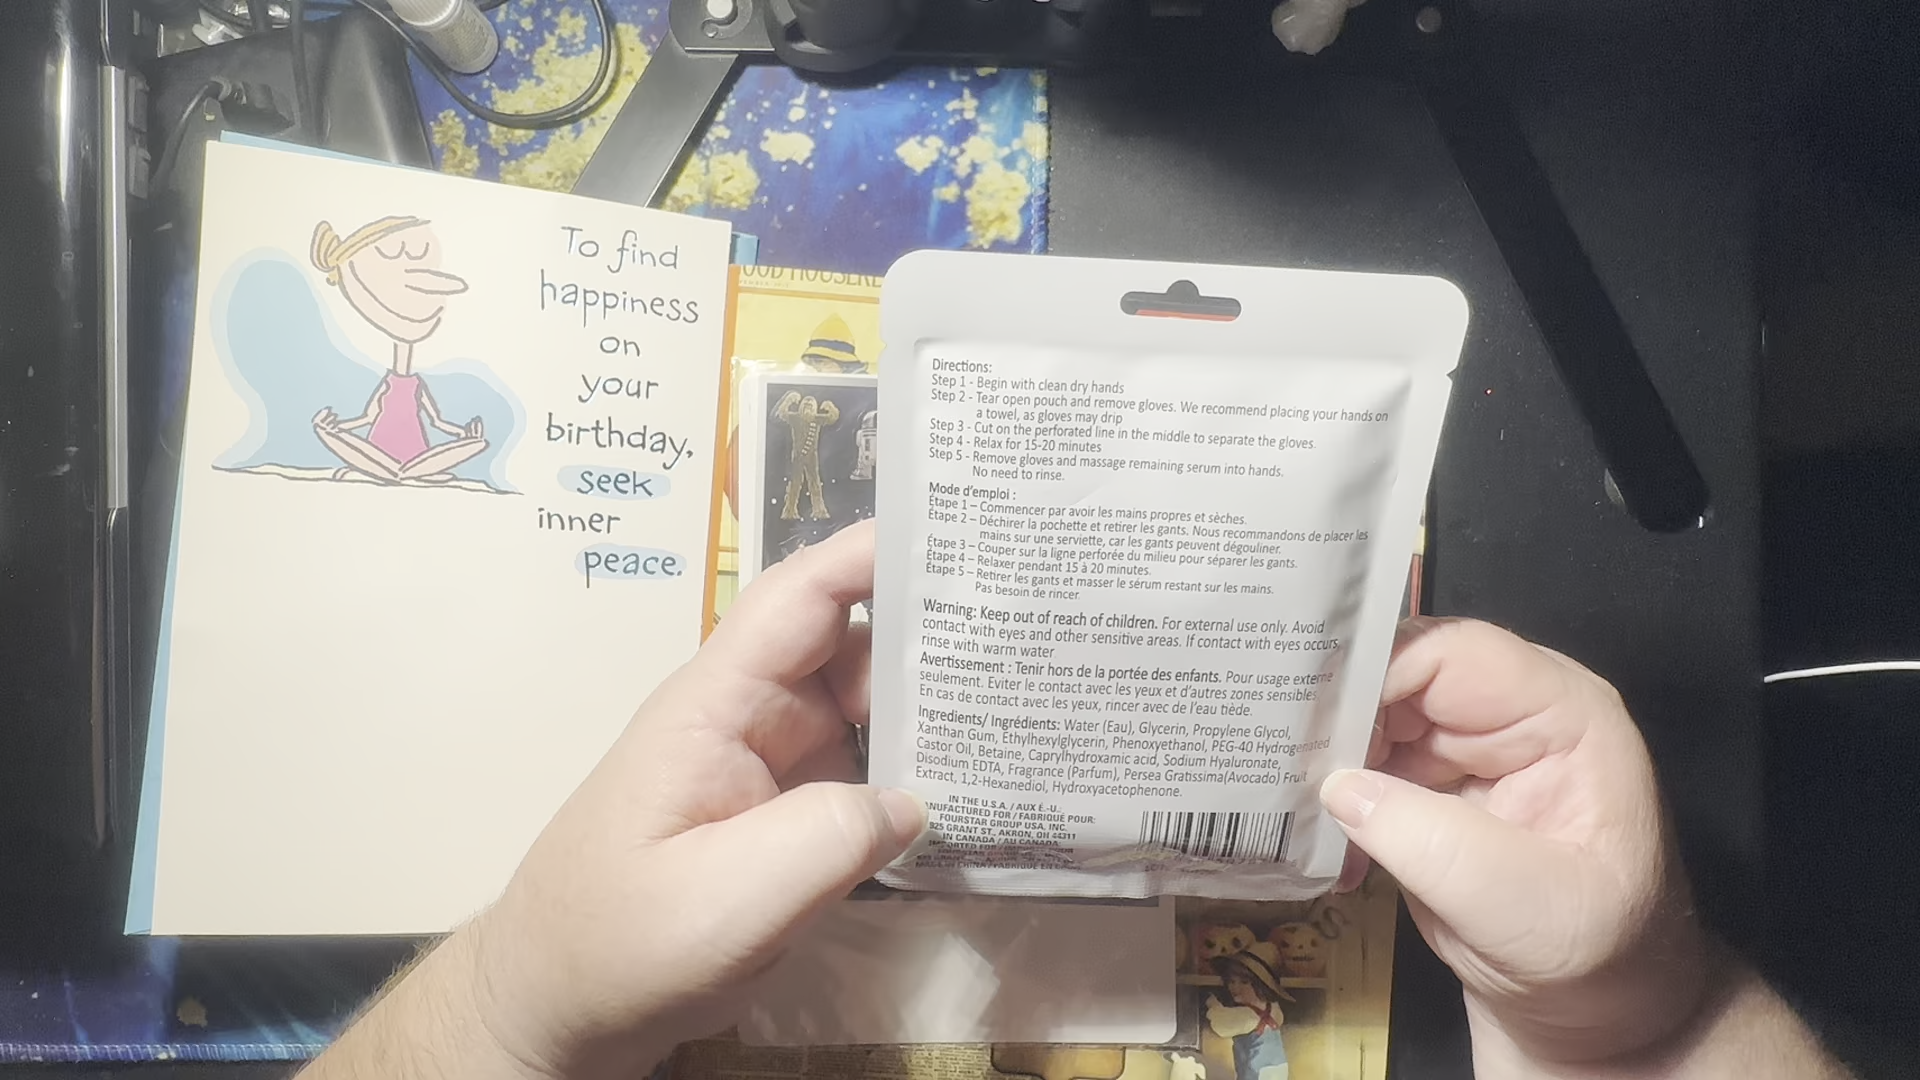 To find
happiness
on
your
birthday,
seek
inner
peace.
Directions:
Step 1 - Begin with clean dry hands
Step 2 - Tear open pouch and remove gloves. We recommend placing your hands on
a towel, as gloves may drip
Step 3 - Cut on the perforated line in the middle to separate the gloves.
Step 4 - Relax for 15-20 minutes
Step 5 - Remove gloves and massage remaining serum into hands.
No need to rinse.
Mode d'emploi :
Étape 1 – Commencer par avoir les mains propres et sèches.
Étape 2 – Déchirer la pochette et retirer les gants. Nous recommandons de placer les
mains sur une serviette, car les gants peuvent dégouliner.
Étape 3 – Couper sur la ligne perforée du milieu pour séparer les gants.
Étape 4 – Relaxer pendant 15 à 20 minutes.
Étape 5 – Retirer les gants et masser le sérum restant sur les mains.
Pas besoin de rincer.
Warning: Keep out of reach of children. For external use only. Avoid
contact with eyes and other sensitive areas. If contact with eyes occurs,
rinse with warm water
Avertissement : Tenir hors de la portée des enfants. Pour usage externe
seulement. Eviter le contact avec les yeux et d'autres zones sensibles.
En cas de contact avec les yeux, rincer avec de l'eau tiède.
Ingredients/ Ingrédients: Water (Eau), Glycerin, Propylene Glycol,
Xanthan Gum, Ethylhexylglycerin, Phenoxyethanol, PEG-40 Hydrogenated
Castor Oil, Betaine, Caprylhydroxamic acid, Sodium Hyaluronate,
Disodium EDTA, Fragrance (Parfum), Persea Gratissima(Avocado) Fruit
Extract, 1,2-Hexanediol, Hydroxyacetophenone.
IN THE U.S.A. / AUX É.-U.:
ANUFACTURED FOR / FABRIQUÉ POUR:
FOURSTAR GROUP USA, INC.
925 GRANT ST., AKRON, OH 44311
IN CANADA / AU CANADA: